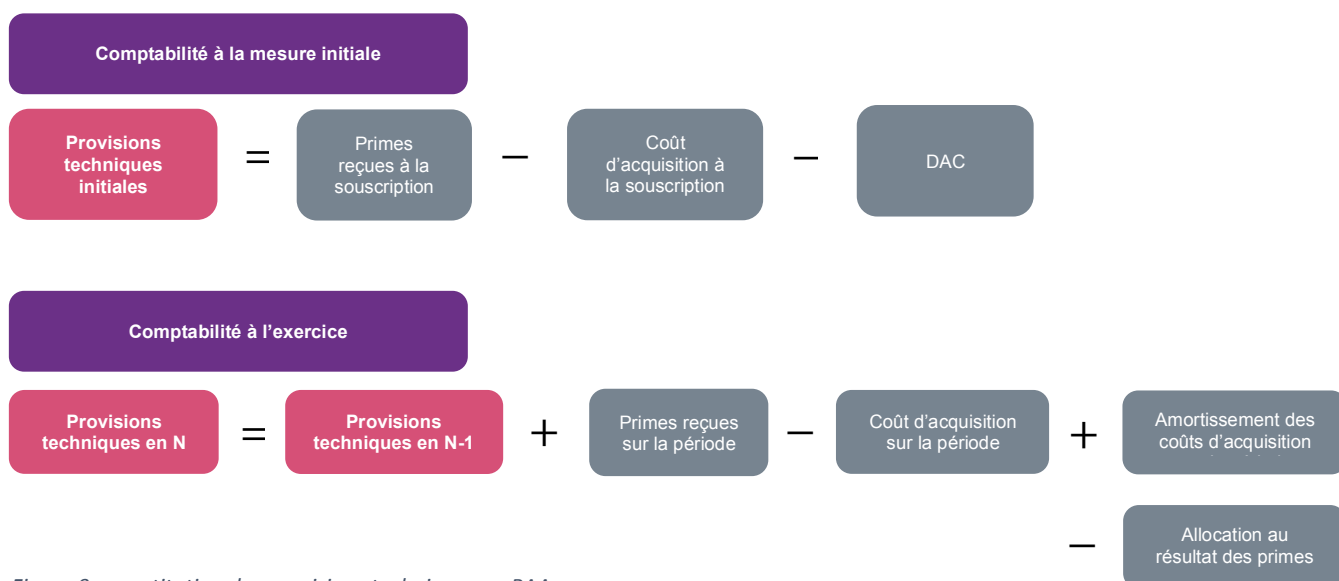 Comptabilité à la mesure initiale
Provisions
techniques
initiales
=
Primes
reçues à la
souscription
−
Coût
d'acquisition à
la souscription
−
DAC
Comptabilité à l'exercice
Provisions
techniques en N
=
Provisions
techniques en N-1
+
Primes reçues
sur la période
−
Coût d'acquisition
sur la période
+
Amortissement des
coûts d'acquisition
−
Allocation au
résultat des primes